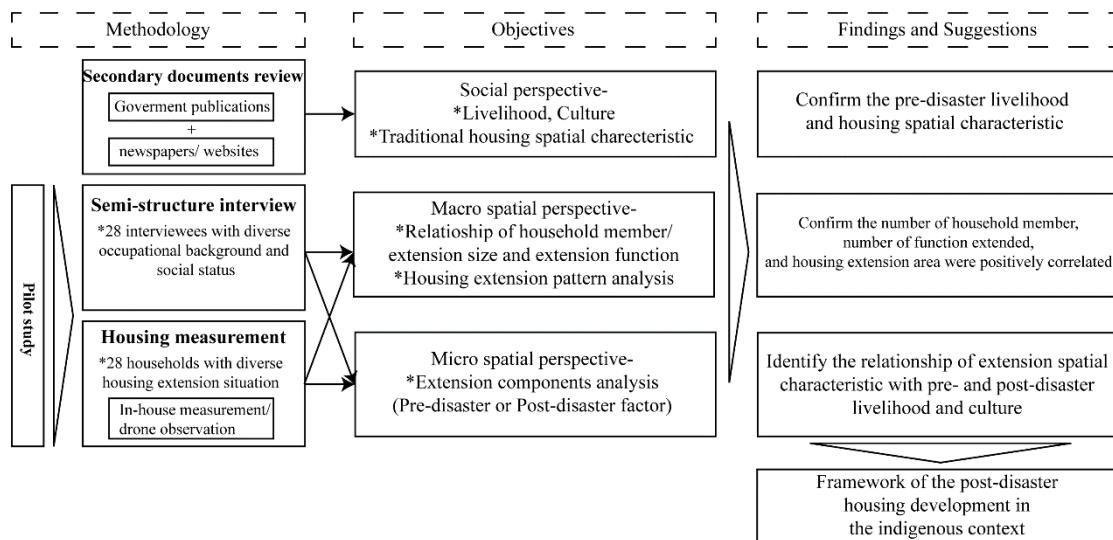 Methodology
Objectives
Findings and Suggestions
Secondary documents review
Goverment publications
+
newspapers/ websites
Social perspective-
*Livelihood, Culture
*Traditional housing spatial charecteristic
Confirm the pre-disaster livelihood
and housing spatial characteristic
Pilot study
Semi-structure interview
*28 interviewees with diverse
occupational background and
social status
Macro spatial perspective-
*Relatioship of household member/
extension size and extension function
*Housing extension pattern analysis
Confirm the number of household member,
number of function extended,
and housing extension area were positively correlated
Housing measurement
*28 households with diverse
housing extension situation
In-house measurement/
drone observation
Micro spatial perspective-
*Extension components analysis
(Pre-disaster or Post-disaster factor)
Identify the relationship of extension spatial
characteristic with pre- and post-disaster
livelihood and culture
Framework of the post-disaster
housing development in
the indigenous context